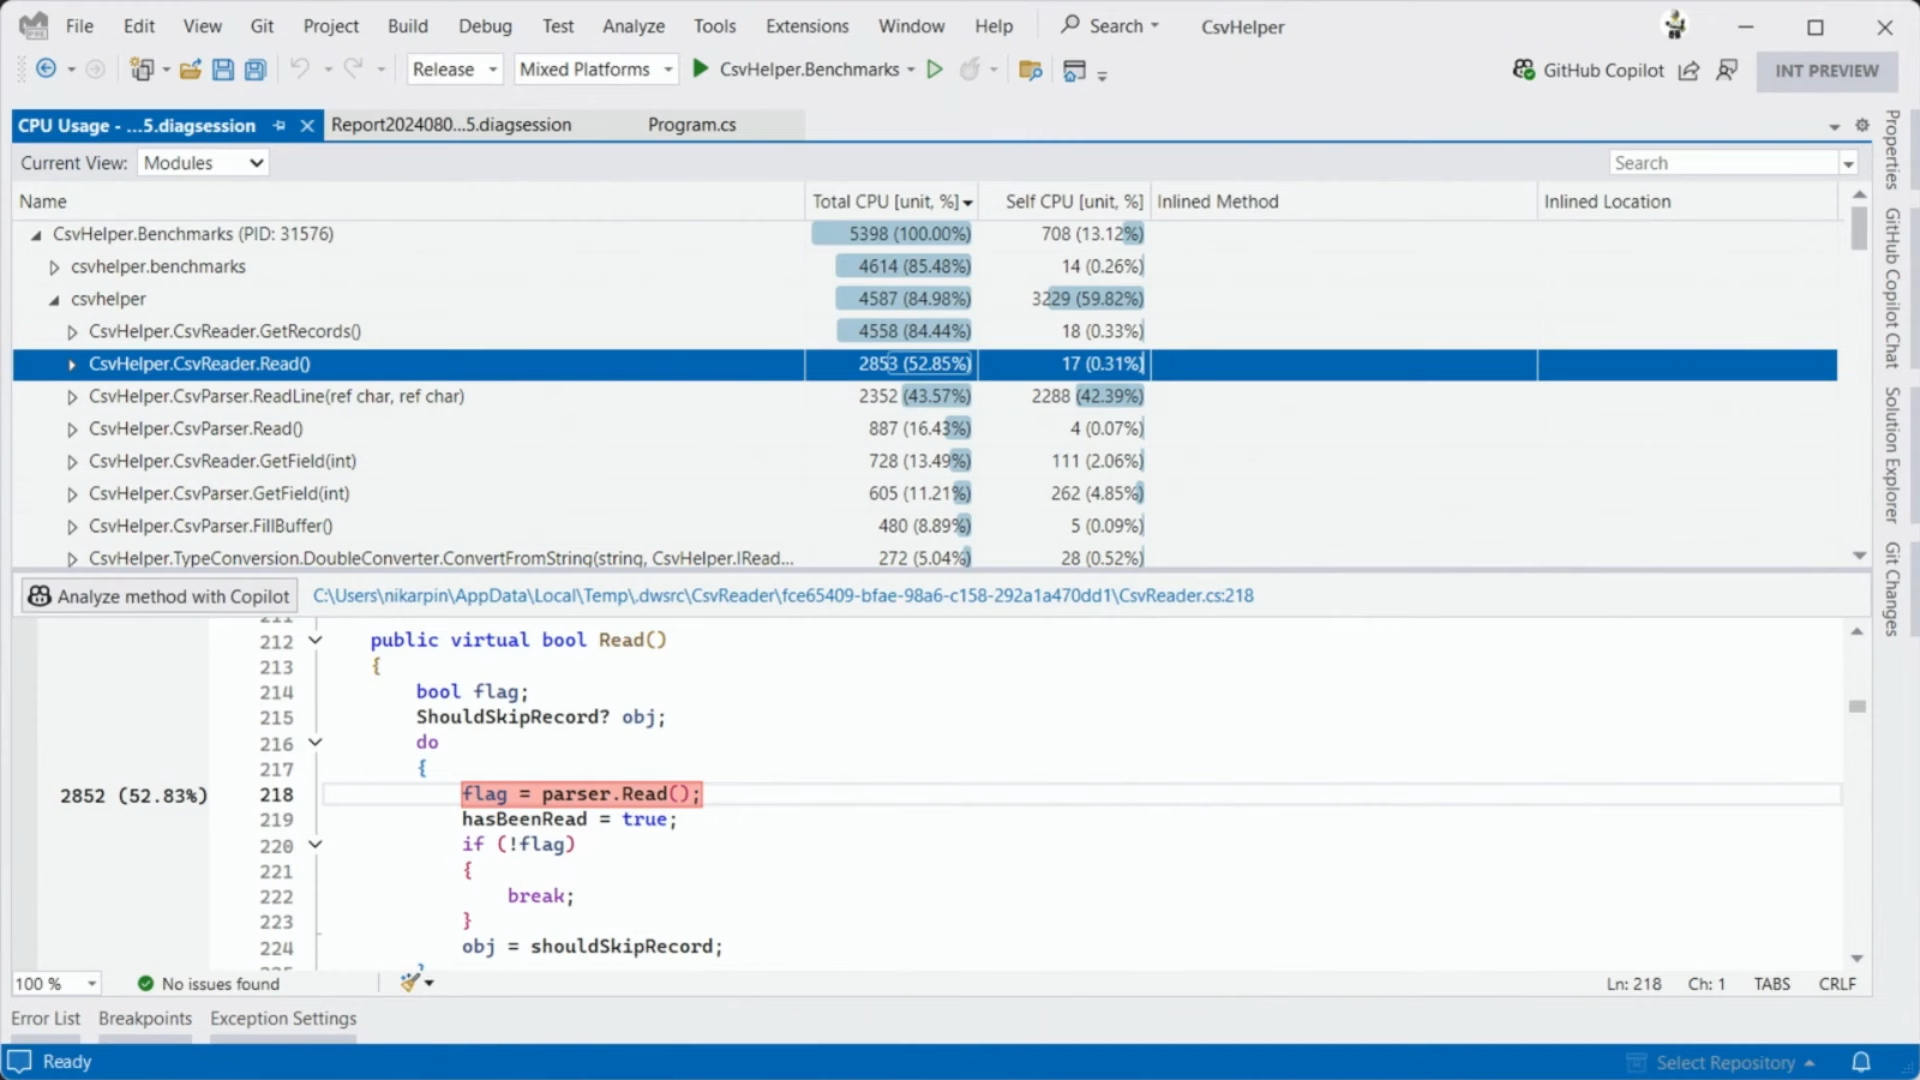 File Edit View Git Project Build Debug Test Analyze Tools Extensions Window Help Search CsvHelper
Release Mixed Platforms CsvHelper.Benchmarks GitHub Copilot INT PREVIEW
CPU Usage - ...5.diagsession Report2024080...5.diagsession Program.cs
Current View: Modules Search
Name Total CPU [unit, %] Self CPU [unit, %] Inlined Method Inlined Location
CsvHelper.Benchmarks (PID: 31576) 5398 (100.00%) 708 (13.12%)
csvhelper.benchmarks 4614 (85.48%) 14 (0.26%)
csvhelper 4587 (84.98%) 3229 (59.82%)
CsvHelper.CsvReader.GetRecords() 4558 (84.44%) 18 (0.33%)
CsvHelper.CsvReader.Read() 2853 (52.85%) 17 (0.31%)
CsvHelper.CsvParser.ReadLine(ref char, ref char) 2352 (43.57%) 2288 (42.39%)
CsvHelper.CsvParser.Read() 887 (16.43%) 4 (0.07%)
CsvHelper.CsvReader.GetField(int) 728 (13.49%) 111 (2.06%)
CsvHelper.CsvParser.GetField(int) 605 (11.21%) 262 (4.85%)
CsvHelper.CsvParser.FillBuffer() 480 (8.89%) 5 (0.09%)
CsvHelper.TypeConversion.DoubleConverter.ConvertFromString(string, CsvHelper.IRead... 272 (5.04%) 28 (0.52%)
Analyze method with Copilot C:\Users\nikarpin\AppData\Local\Temp\.dwsrc\CsvReader\fce65409-bfae-98a6-c158-292a1a470dd1\CsvReader.cs:218
212 public virtual bool Read()
213 {
214 bool flag;
215 ShouldSkipRecord? obj;
216 do
217 {
2852 (52.83%) 218 flag = parser.Read();
219 hasBeenRead = true;
220 if (!flag)
221 {
222 break;
223 }
224 obj = shouldSkipRecord;
100 % No issues found Ln: 218 Ch: 1 TABS CRLF
Error List Breakpoints Exception Settings
Ready Select Repository
Properties
GitHub Copilot Chat
Solution Explorer
Git Changes